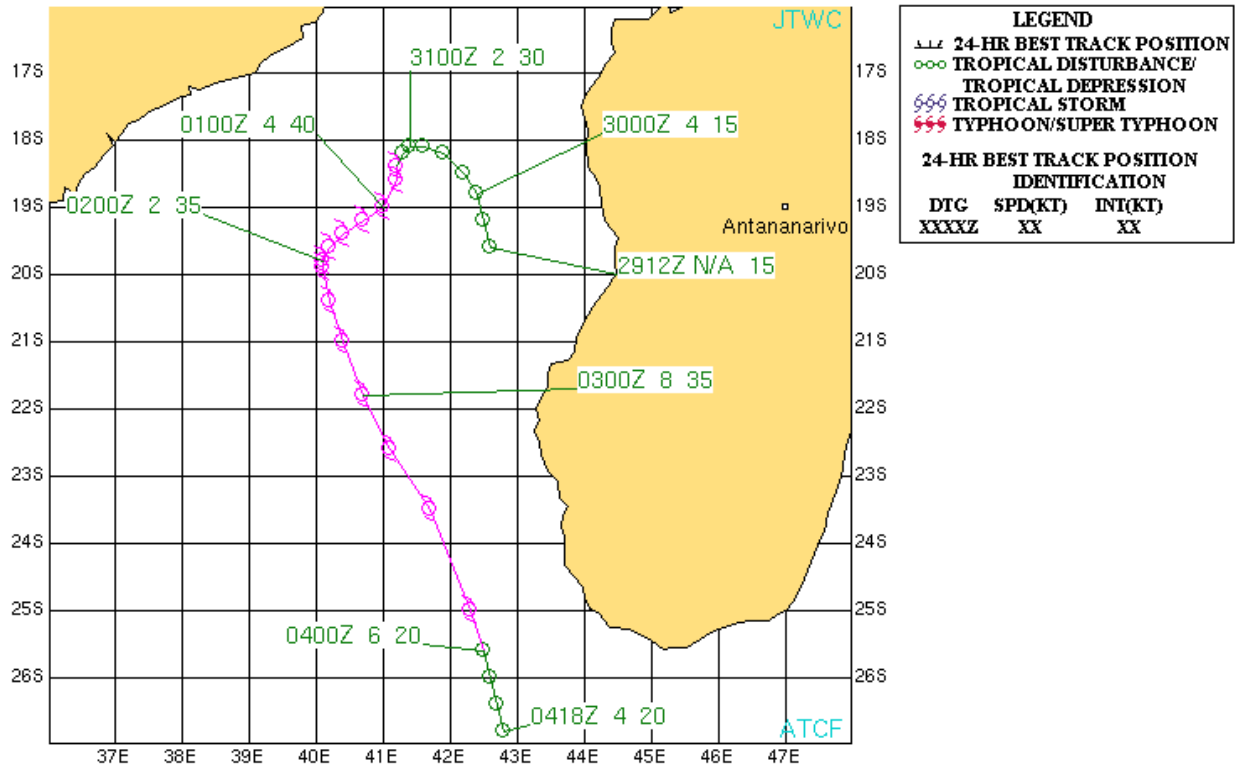 JTWC
3100Z 2 30
17S
17S
0100Z 4 40
3000Z 4 15
18S
18S
0200Z 2 35
19S
19S
Antananarivo
2912Z N/A 15
20S
20S
21S
21S
0300Z 8 35
22S
22S
23S
23S
24S
24S
25S
25S
0400Z 6 20
26S
26S
0418Z 4 20
ATCF
37E 38E 39E 40E 41E 42E 43E 44E 45E 46E 47E
LEGEND
24-HR BEST TRACK POSITION
TROPICAL DISTURBANCE/
TROPICAL DEPRESSION
TROPICAL STORM
TYPHOON/SUPER TYPHOON
24-HR BEST TRACK POSITION
IDENTIFICATION
DTG SPD(KT) INT(KT)
XXXXZ XX XX